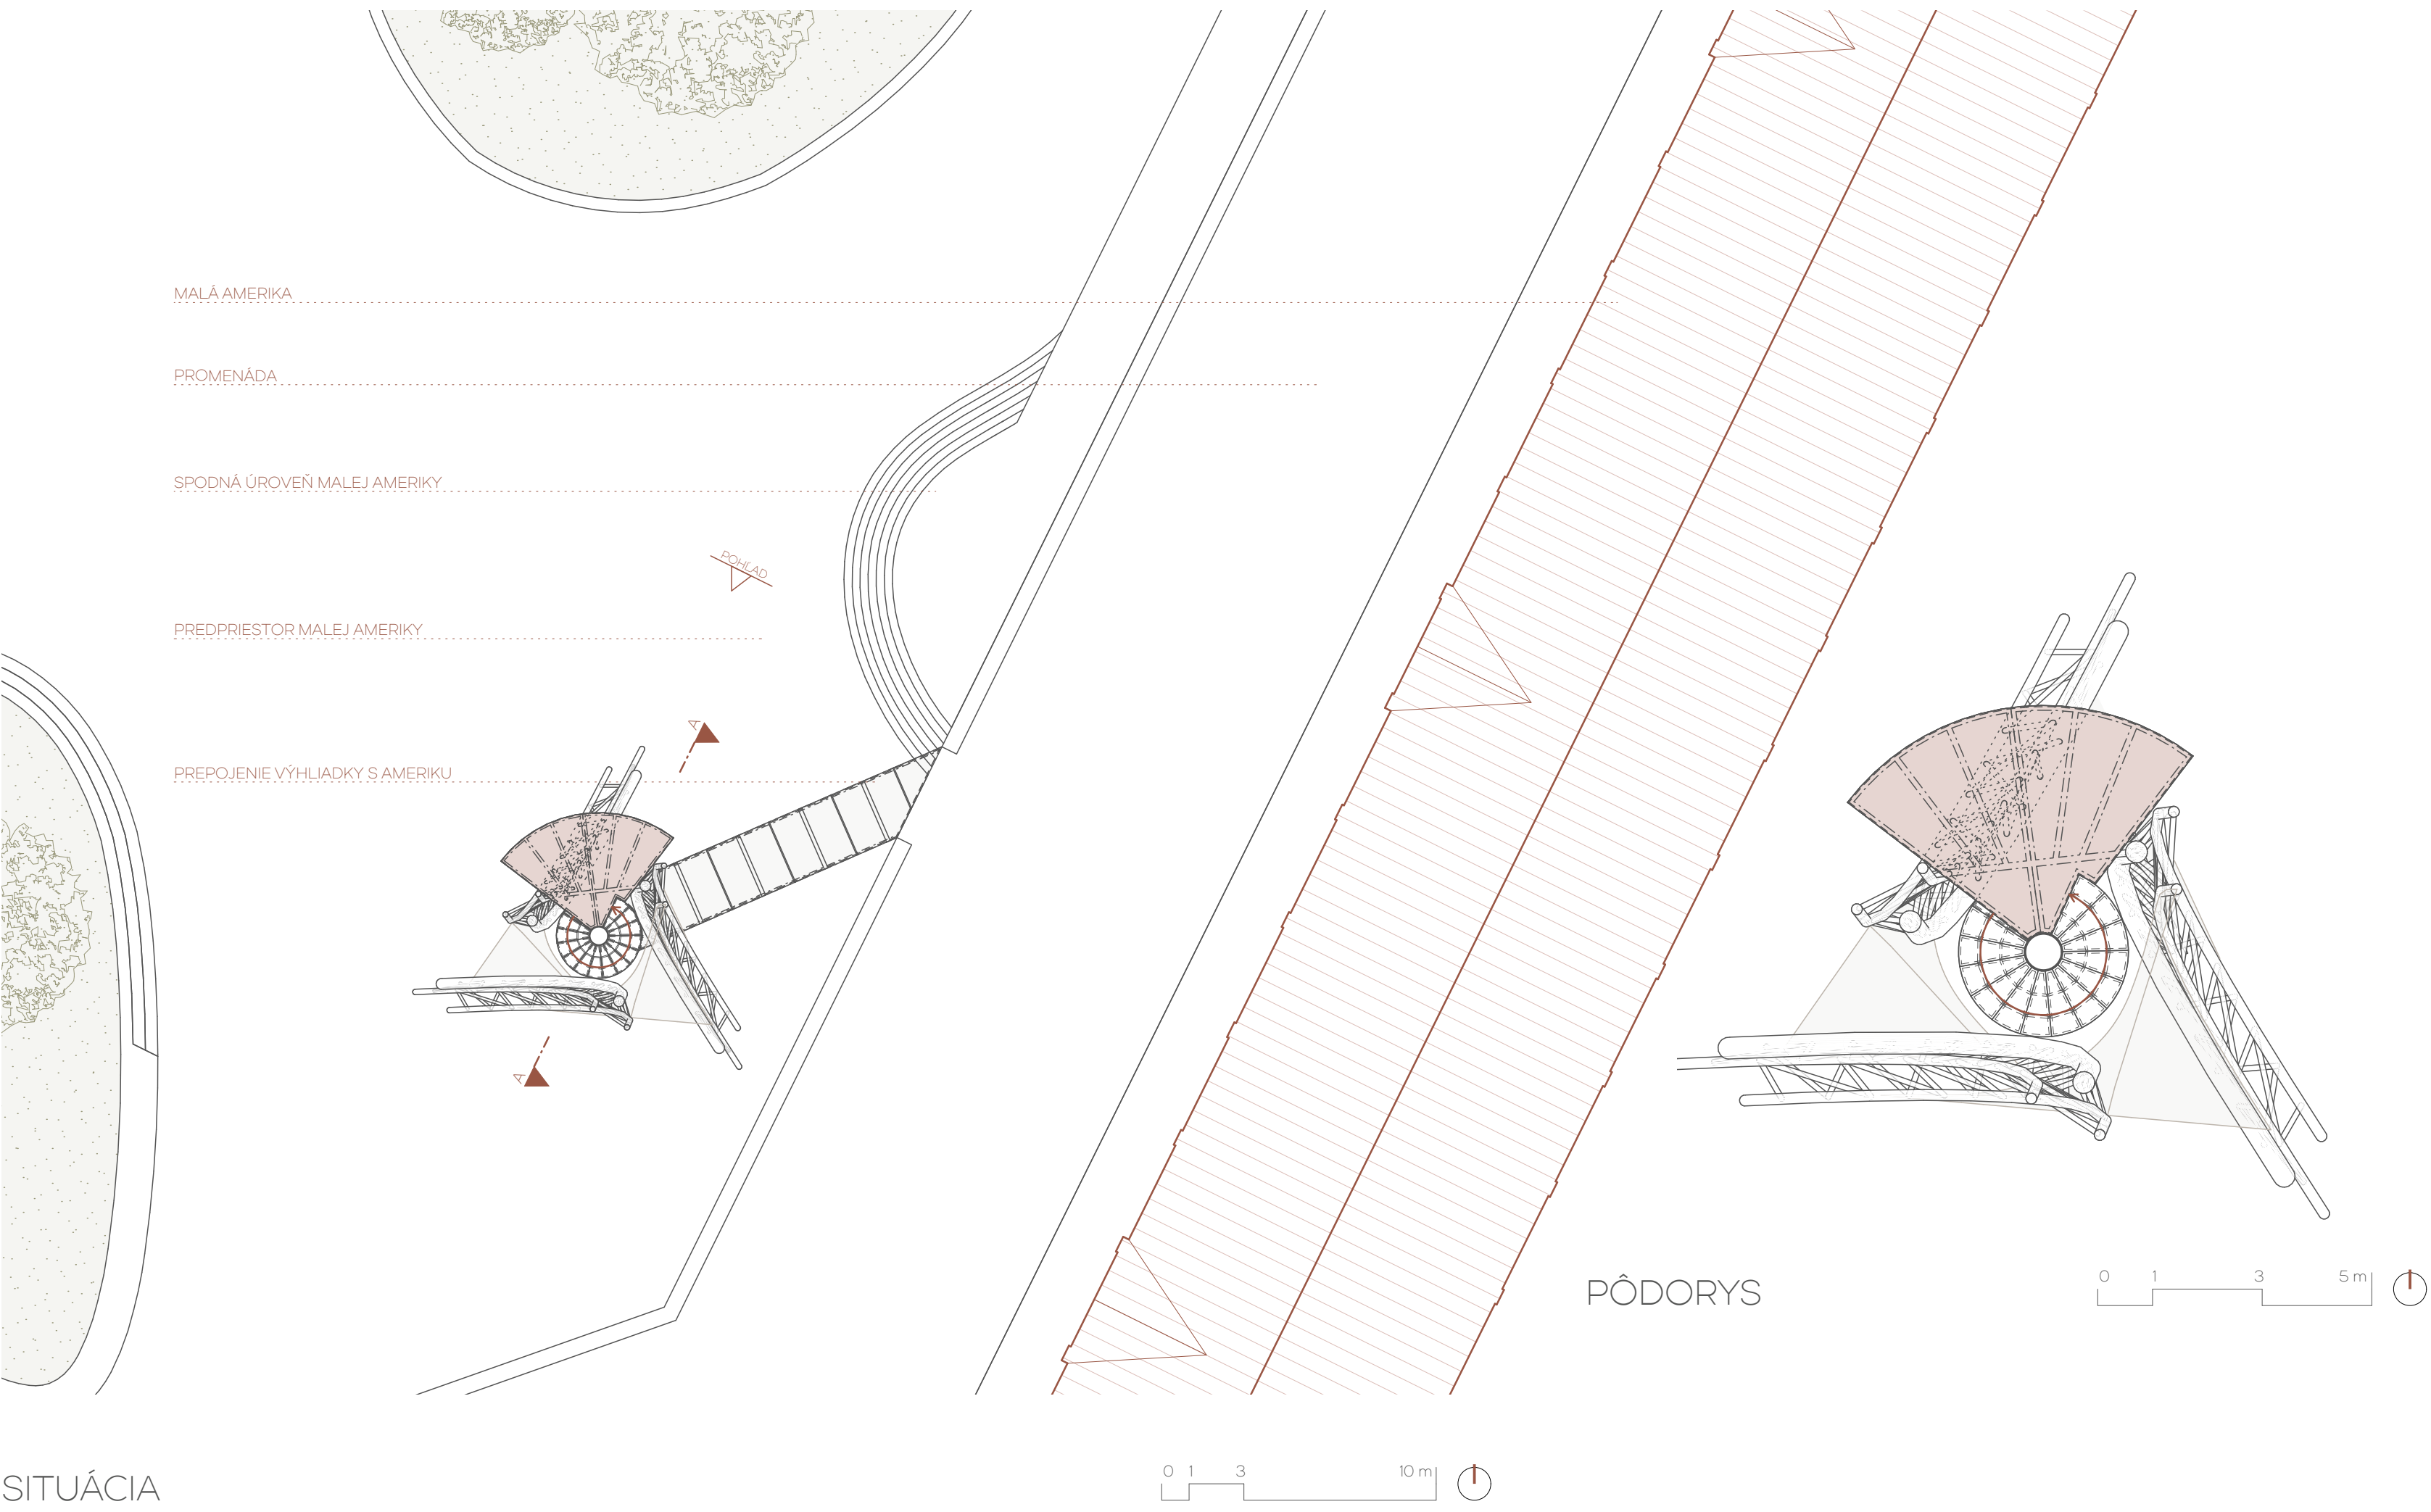 MALÁ AMERIKA
PROMENÁDA
SPODNÁ ÚROVEŇ MALEJ AMERIKY
POHĽAD
PREDPRIESTOR MALEJ AMERIKY
A
PREPOJENIE VÝHLIADKY S AMERIKU
A
PÔDORYS
0 1 3 5 m
SITUÁCIA
0 1 3 10 m